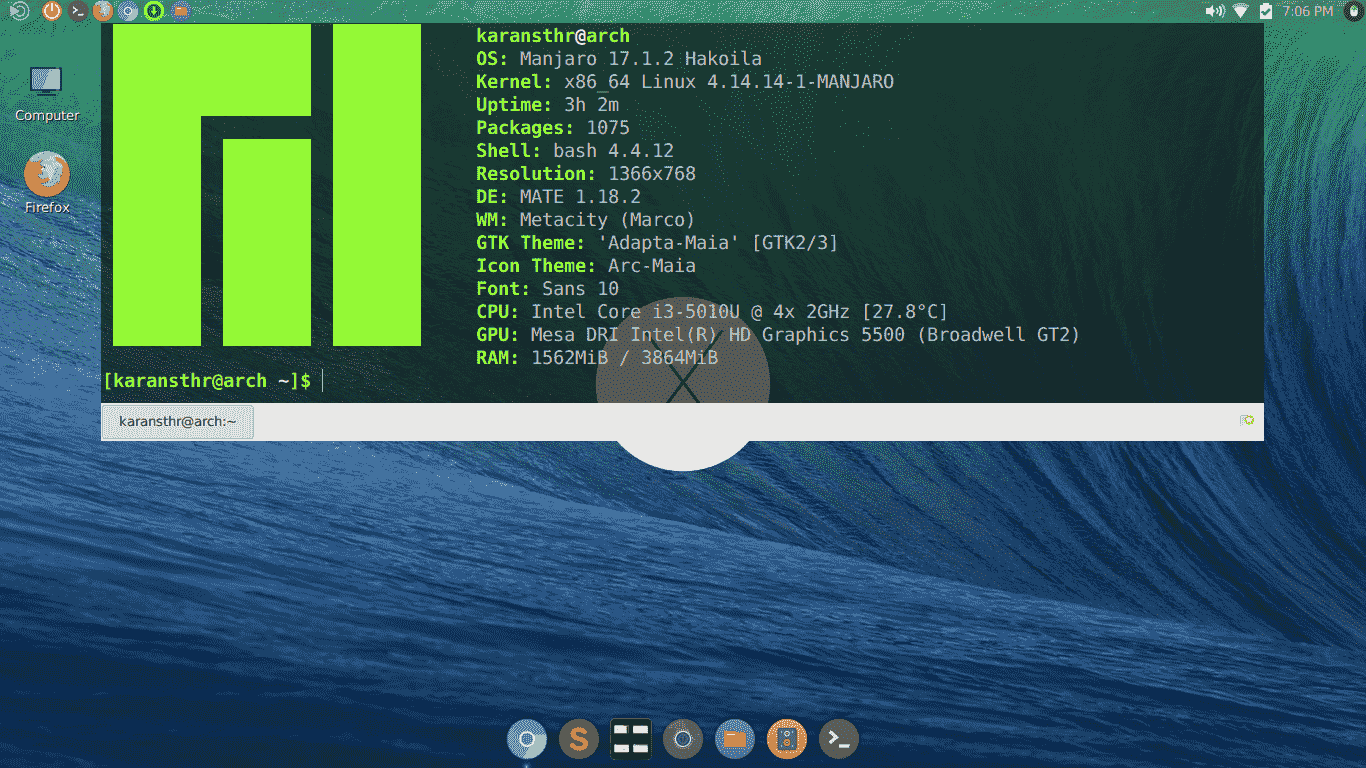 7:06 PM
Computer
Firefox
karansthr@arch
OS: Manjaro 17.1.2 Hakoila
Kernel: x86_64 Linux 4.14.14-1-MANJARO
Uptime: 3h 2m
Packages: 1075
Shell: bash 4.4.12
Resolution: 1366x768
DE: MATE 1.18.2
WM: Metacity (Marco)
GTK Theme: 'Adapta-Maia' [GTK2/3]
Icon Theme: Arc-Maia
Font: Sans 10
CPU: Intel Core i3-5010U @ 4x 2GHz [27.8°C]
GPU: Mesa DRI Intel(R) HD Graphics 5500 (Broadwell GT2)
RAM: 1562MiB / 3864MiB
[karansthr@arch ~]$
karansthr@arch:~
X
S